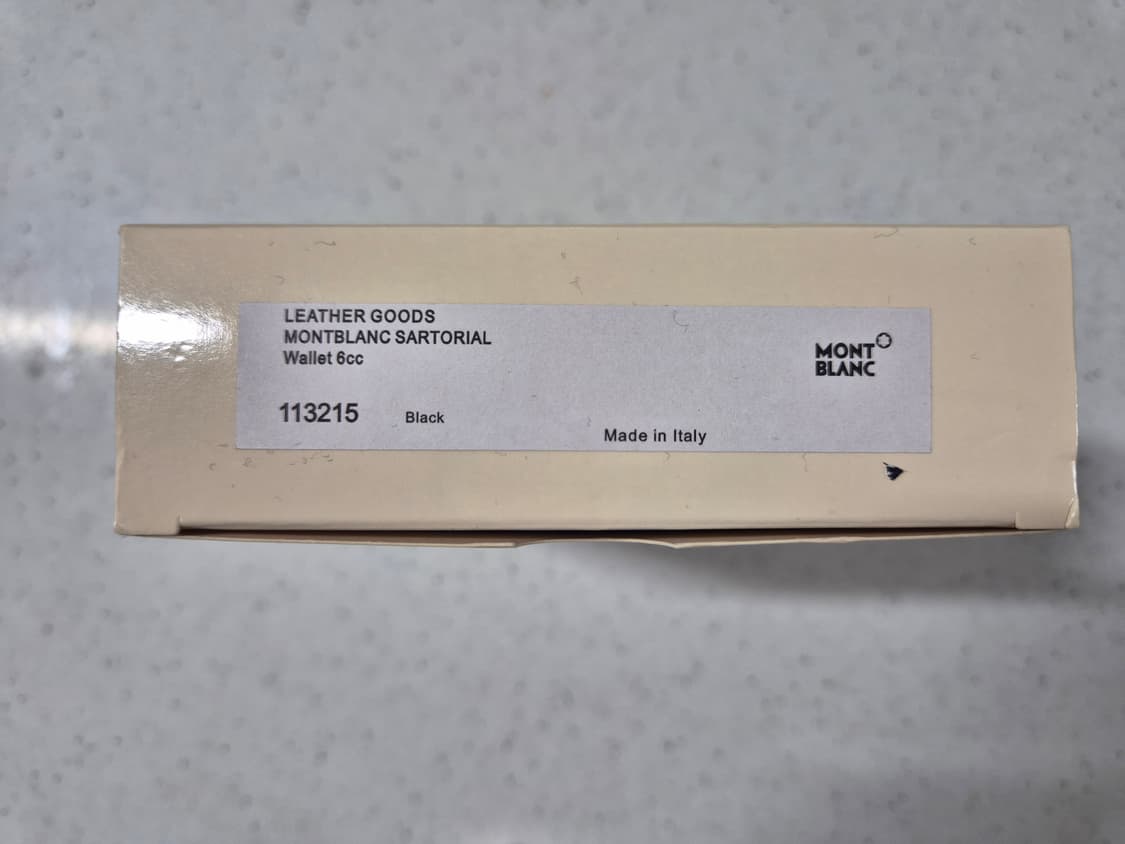 LEATHER GOODS
MONTBLANC SARTORIAL
Wallet 6cc
MONT
BLANC
113215 Black
Made in Italy